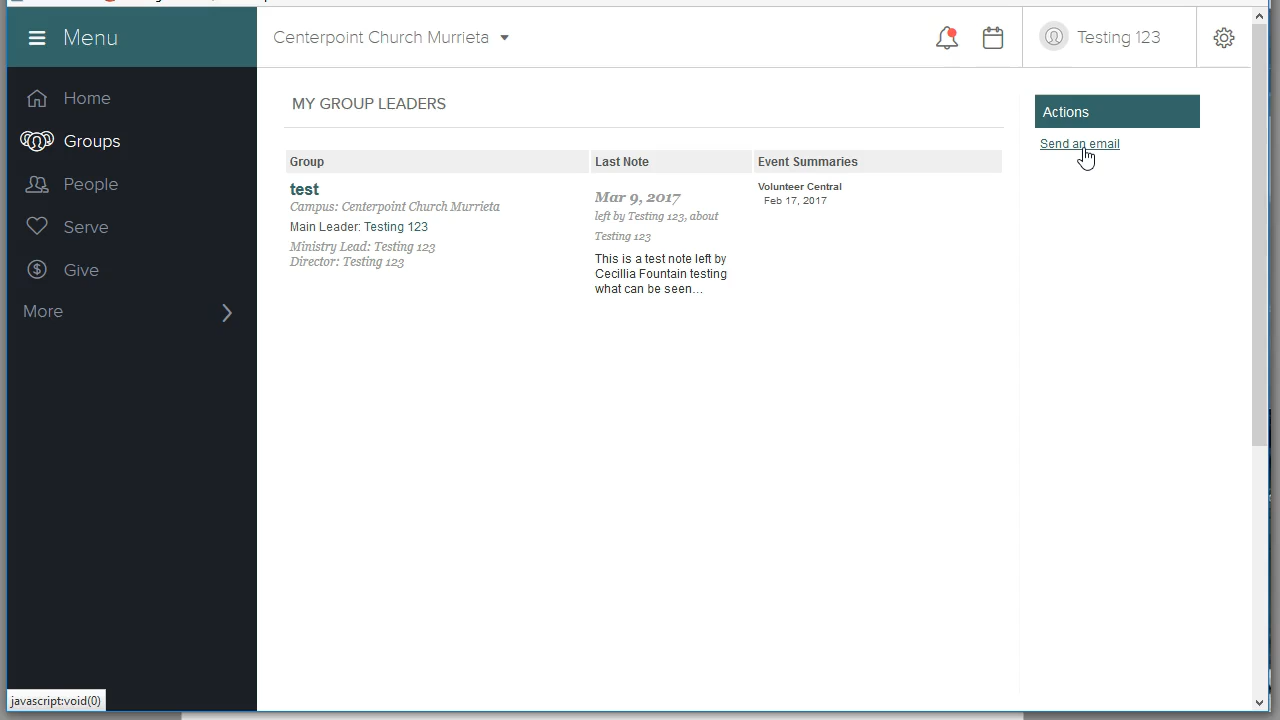 Menu
Centerpoint Church Murrieta
Testing 123
Home
Groups
People
Serve
Give
More
MY GROUP LEADERS
Group
Last Note
Event Summaries
test
Campus: Centerpoint Church Murrieta
Main Leader: Testing 123
Ministry Lead: Testing 123
Director: Testing 123
Mar 9, 2017
left by Testing 123, about
Testing 123
This is a test note left by
Cecillia Fountain testing
what can be seen...
Volunteer Central
Feb 17, 2017
Actions
Send an email
javascript:void(0)